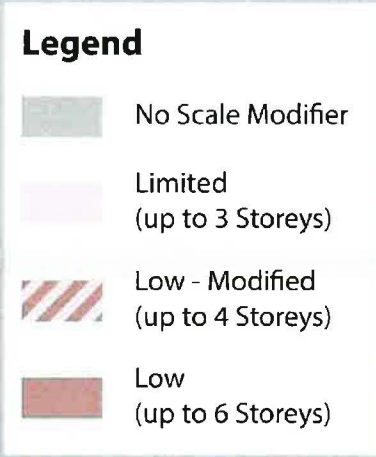 Legend
No Scale Modifier
Limited
(up to 3 Storeys)
Low - Modified
(up to 4 Storeys)
Low
(up to 6 Storeys)